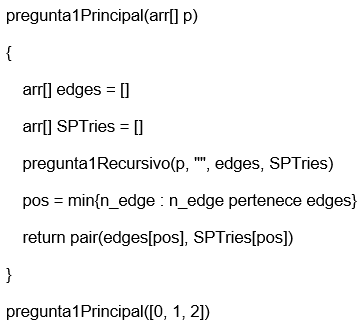 pregunta1Principal(arr[] p)
{
arr[] edges = []
arr[] SPTries = []
pregunta1Recursivo(p, "", edges, SPTries)
pos = min{n_edge : n_edge pertenece edges}
return pair(edges[pos], SPTries[pos])
}
pregunta1Principal([0, 1, 2])